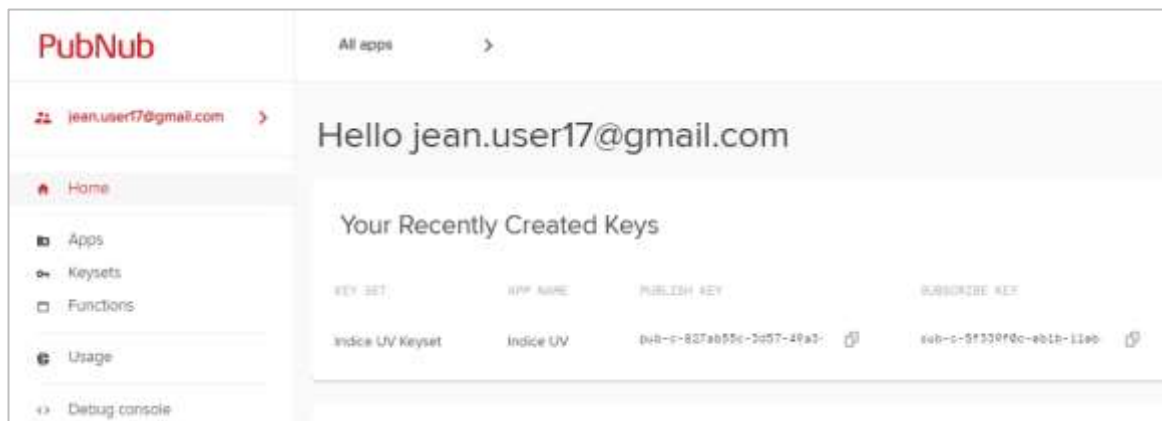 PubNub
All apps
jean.user17@gmail.com
Hello jean.user17@gmail.com
Home
Your Recently Created Keys
Apps
Keysets
Functions
KEY SET APP NAME PUBLISH KEY SUBSCRIBE KEY
Indice UV Keyset Indice UV pub-c-827ab55c-3d57-49a3- sub-c-5f339f0c-eb1b-11eb
Usage
Debug console